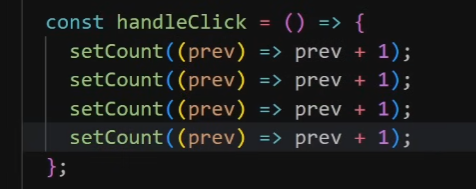 const handleClick = () => {
  setCount((prev) => prev + 1);
  setCount((prev) => prev + 1);
  setCount((prev) => prev + 1);
  setCount((prev) => prev + 1);
};